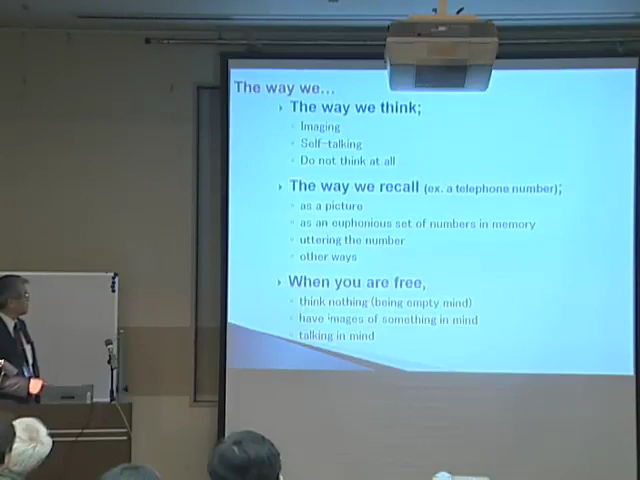 The way we...
The way we think;
Imaging
Self-talking
Do not think at all
The way we recall (ex. a telephone number);
as a picture
as an euphonious set of numbers in memory
uttering the number
other ways
When you are free,
think nothing (being empty mind)
have images of something in mind
talking in mind